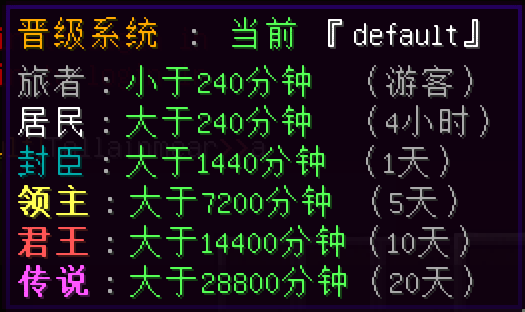 晋级系统 : 当前 『default』
旅者 : 小于240分钟 (游客)
居民 : 大于240分钟 (4小时)
封臣 : 大于1440分钟 (1天)
领主 : 大于7200分钟 (5天)
君王 : 大于14400分钟 (10天)
传说 : 大于28800分钟 (20天)